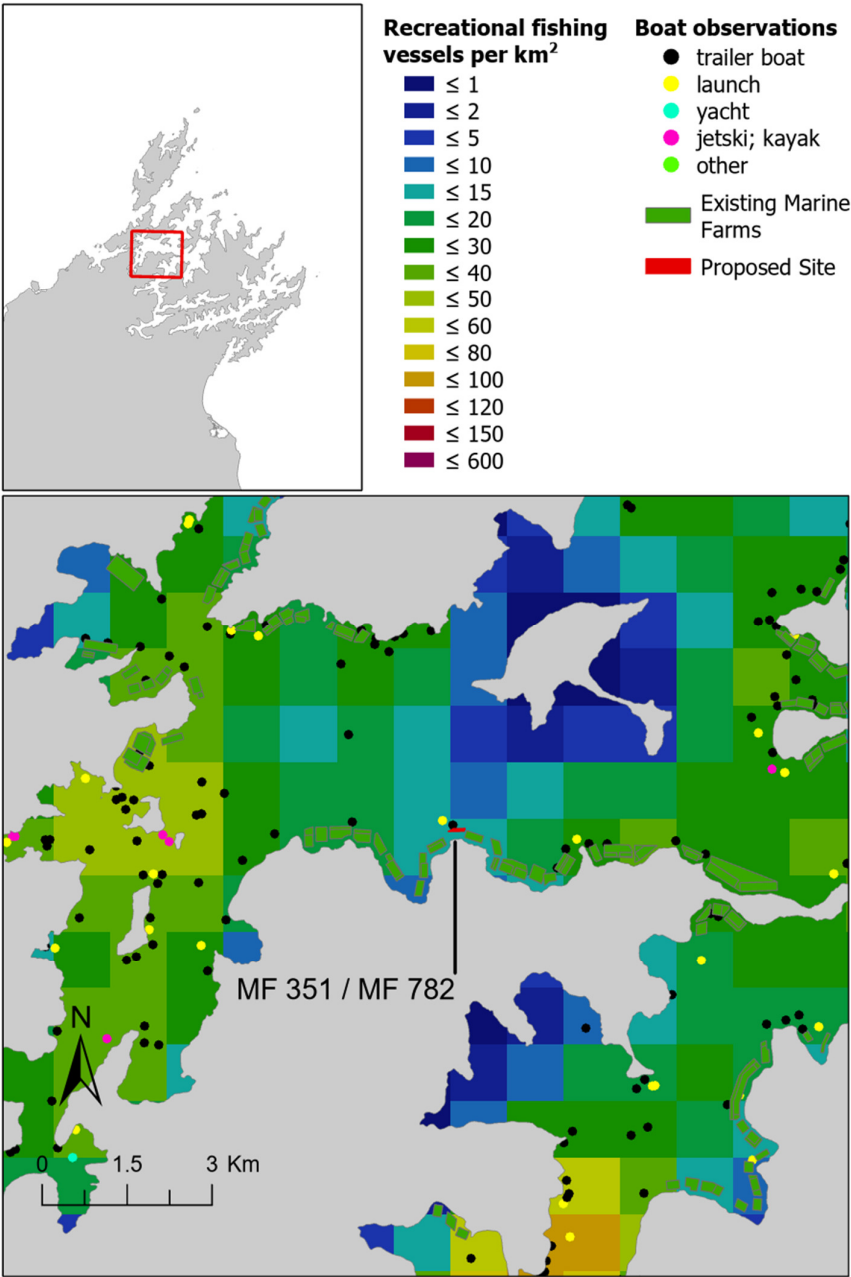 Recreational fishing
vessels per km²
≤ 1
≤ 2
≤ 5
≤ 10
≤ 15
≤ 20
≤ 30
≤ 40
≤ 50
≤ 60
≤ 80
≤ 100
≤ 120
≤ 150
≤ 600
Boat observations
trailer boat
launch
yacht
jetski; kayak
other
Existing Marine
Farms
Proposed Site
MF 351 / MF 782
N
0 1.5 3 Km